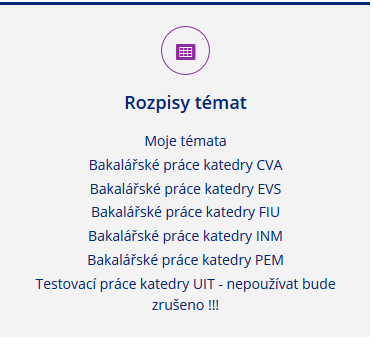 Rozpisy témat
Moje témata
Bakalářské práce katedry CVA
Bakalářské práce katedry EVS
Bakalářské práce katedry FIU
Bakalářské práce katedry INM
Bakalářské práce katedry PEM
Testovací práce katedry UIT - nepoužívat bude
zrušeno !!!